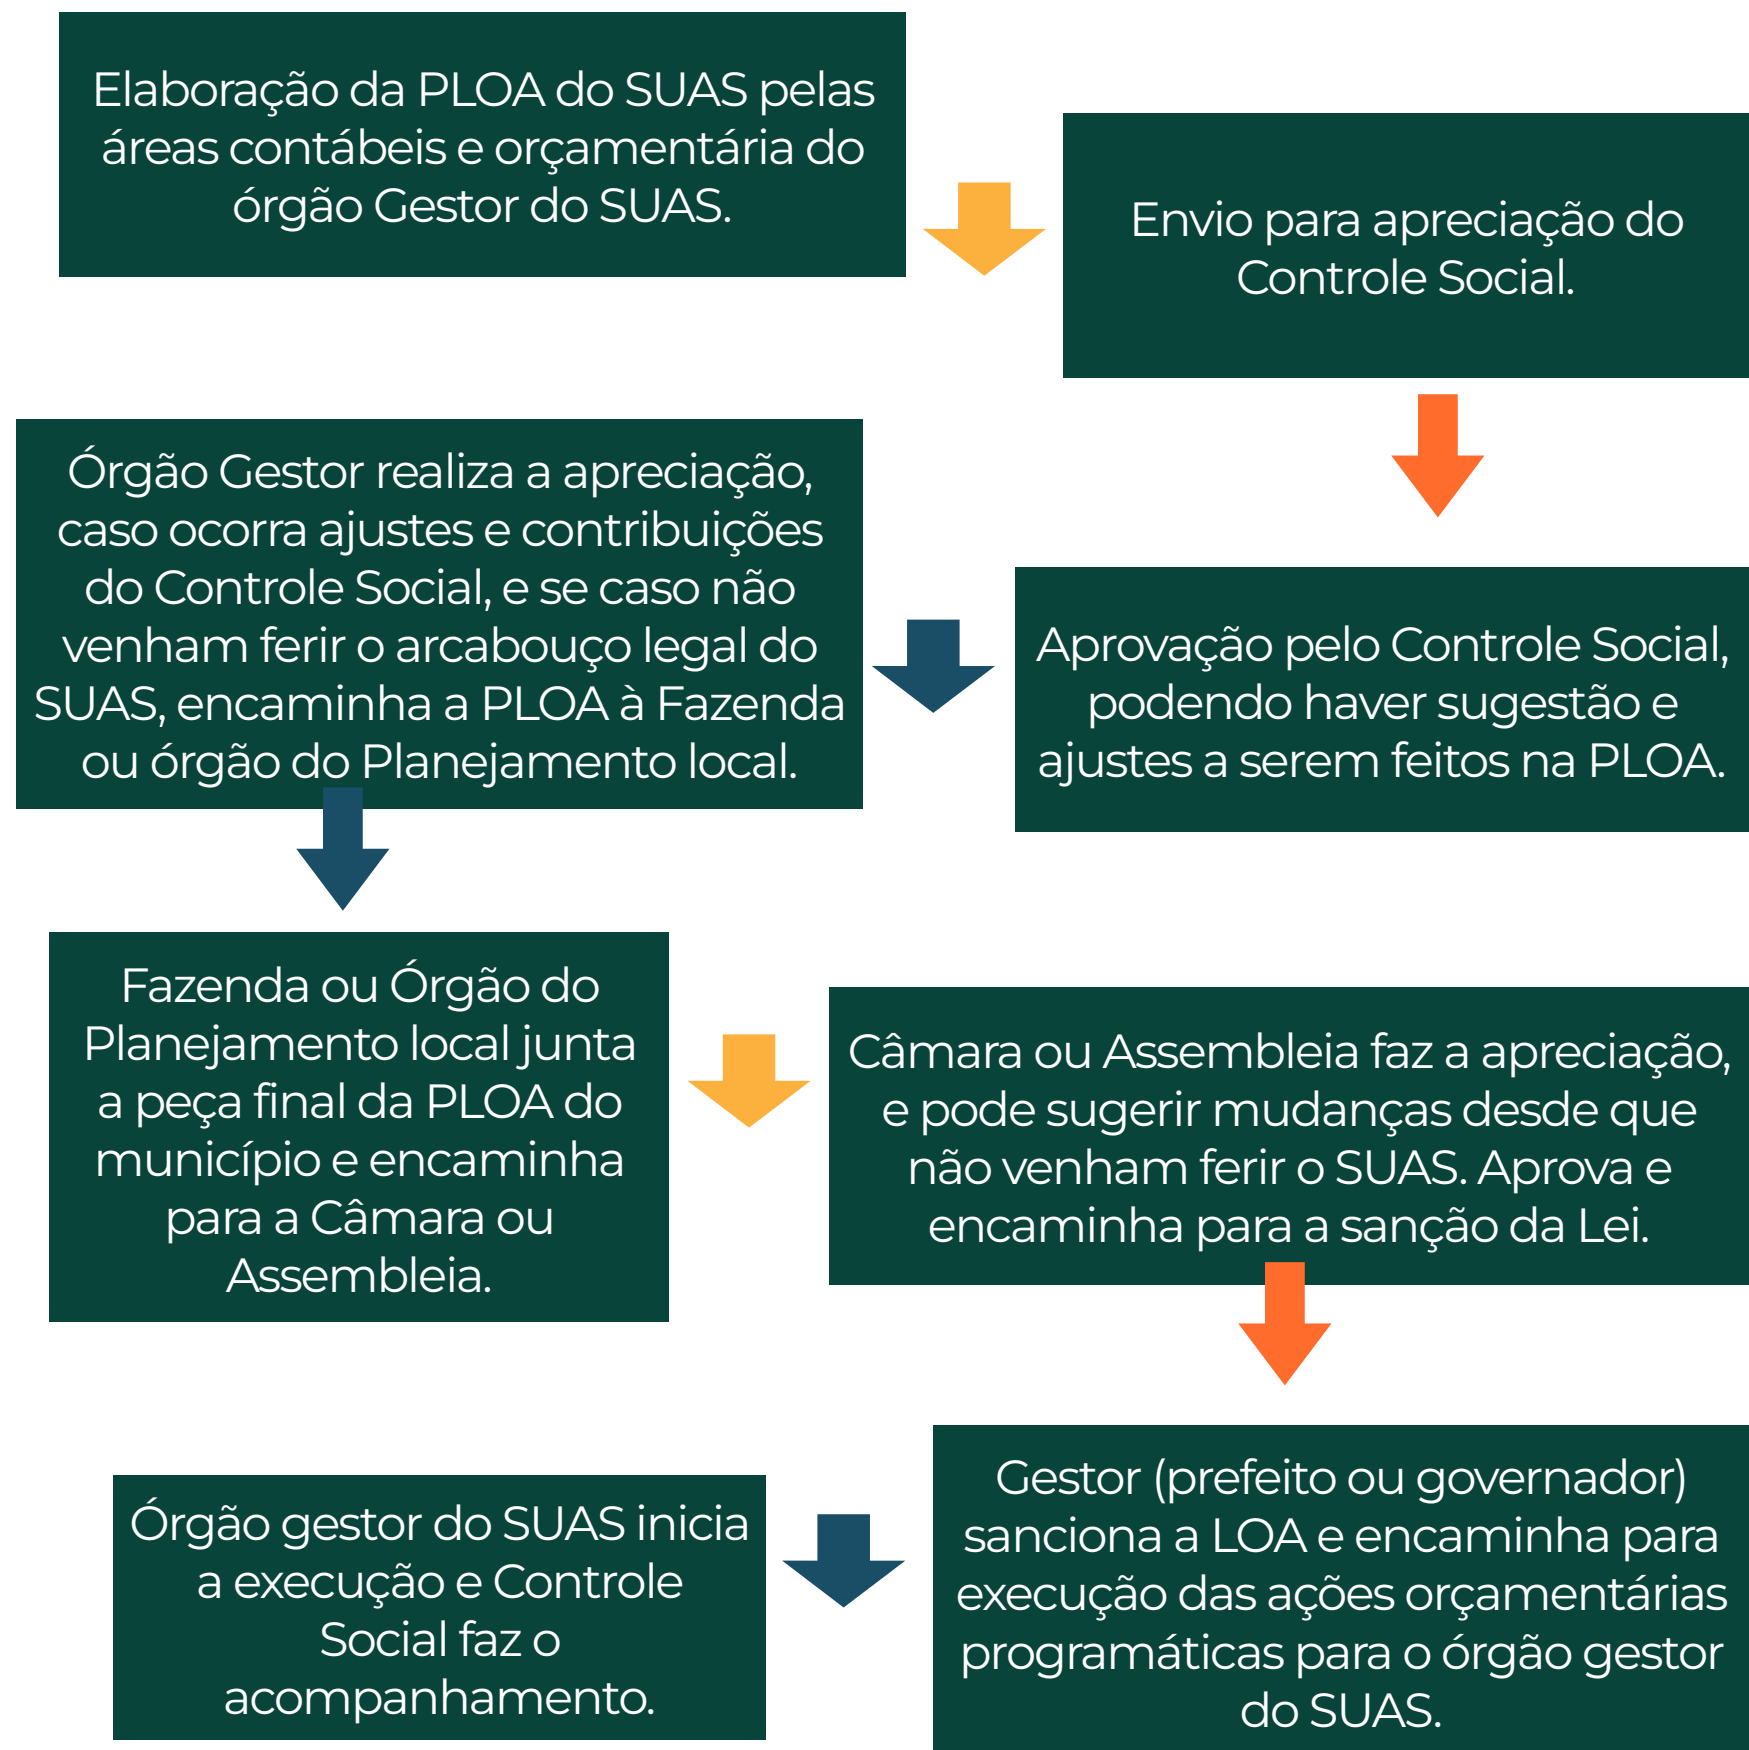 Elaboração da PLOA do SUAS pelas
áreas contábeis e orçamentária do
órgão Gestor do SUAS.
Envio para apreciação do
Controle Social.
Aprovação pelo Controle Social,
podendo haver sugestão e
ajustes a serem feitos na PLOA.
Órgão Gestor realiza a apreciação,
caso ocorra ajustes e contribuições
do Controle Social, e se caso não
venham ferir o arcabouço legal do
SUAS, encaminha a PLOA à Fazenda
ou órgão do Planejamento local.
Fazenda ou Órgão do
Planejamento local junta
a peça final da PLOA do
município e encaminha
para a Câmara ou
Assembleia.
Câmara ou Assembleia faz a apreciação,
e pode sugerir mudanças desde que
não venham ferir o SUAS. Aprova e
encaminha para a sanção da Lei.
Gestor (prefeito ou governador)
sanciona a LOA e encaminha para
execução das ações orçamentárias
programáticas para o órgão gestor
do SUAS.
Órgão gestor do SUAS inicia
a execução e Controle
Social faz o
acompanhamento.